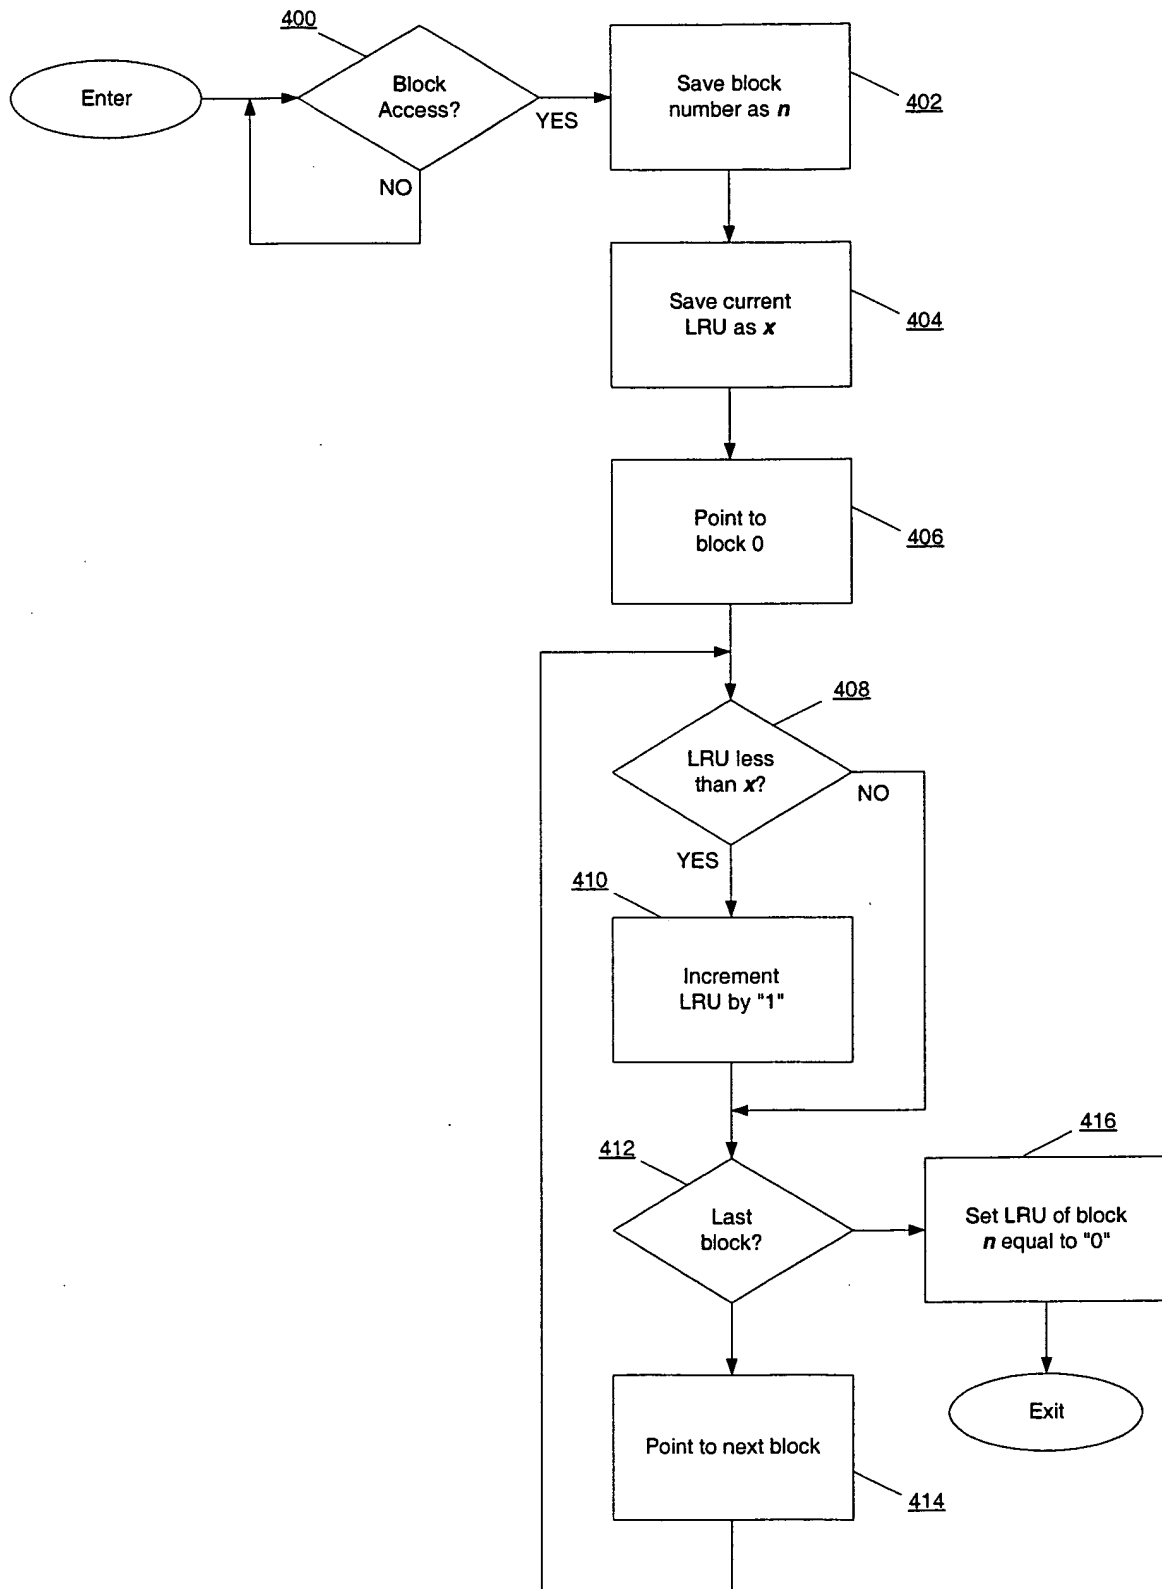 400
Enter
Block
Access?
YES
NO
Save block
number as n
402
Save current
LRU as x
404
Point to
block 0
406
408
LRU less
than x?
NO
YES
410
Increment
LRU by "1"
412
Last
block?
416
Set LRU of block
n equal to "0"
Point to next block
414
Exit